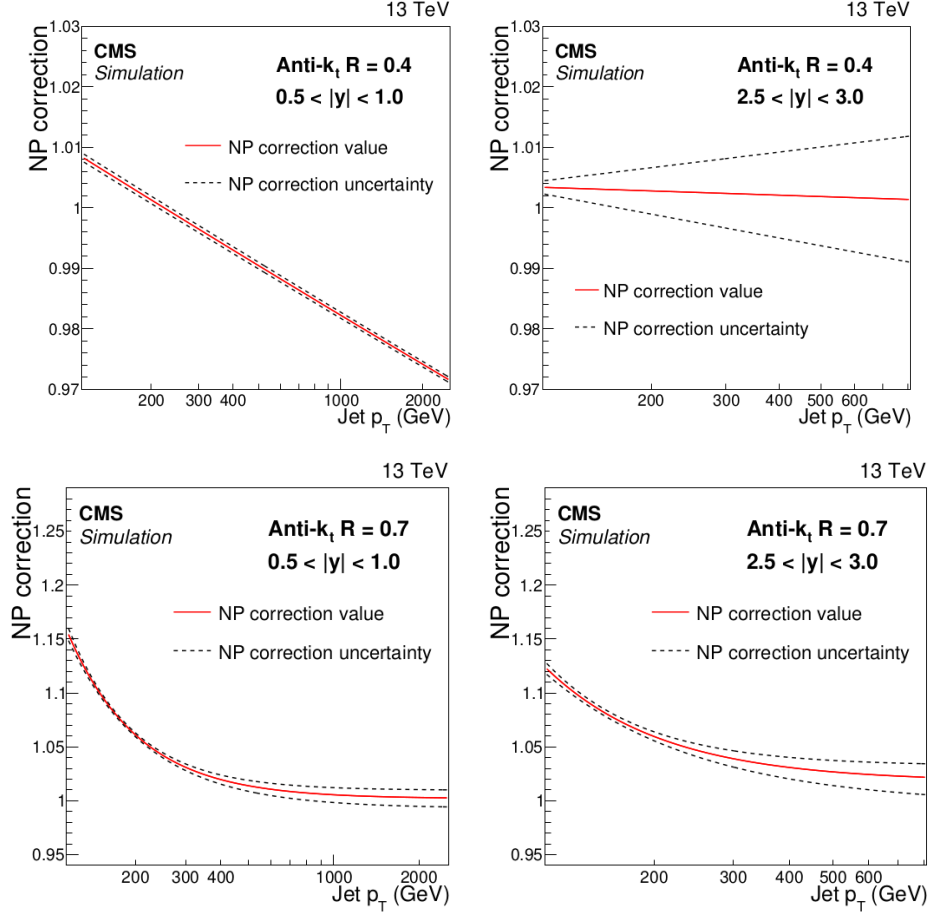 13 TeV
NP correction
1.03
1.02
1.01
1
0.99
0.98
0.97
CMS
Simulation
Anti-k_t R = 0.4
0.5 < |y| < 1.0
NP correction value
NP correction uncertainty
200 300 400 1000 2000
Jet p_T (GeV)
13 TeV
NP correction
1.03
1.02
1.01
1
0.99
0.98
0.97
CMS
Simulation
Anti-k_t R = 0.4
2.5 < |y| < 3.0
NP correction value
NP correction uncertainty
200 300 400 500 600
Jet p_T (GeV)
13 TeV
NP correction
1.25
1.2
1.15
1.1
1.05
1
0.95
CMS
Simulation
Anti-k_t R = 0.7
0.5 < |y| < 1.0
NP correction value
NP correction uncertainty
200 300 400 1000 2000
Jet p_T (GeV)
13 TeV
NP correction
1.25
1.2
1.15
1.1
1.05
1
0.95
CMS
Simulation
Anti-k_t R = 0.7
2.5 < |y| < 3.0
NP correction value
NP correction uncertainty
200 300 400 500 600
Jet p_T (GeV)